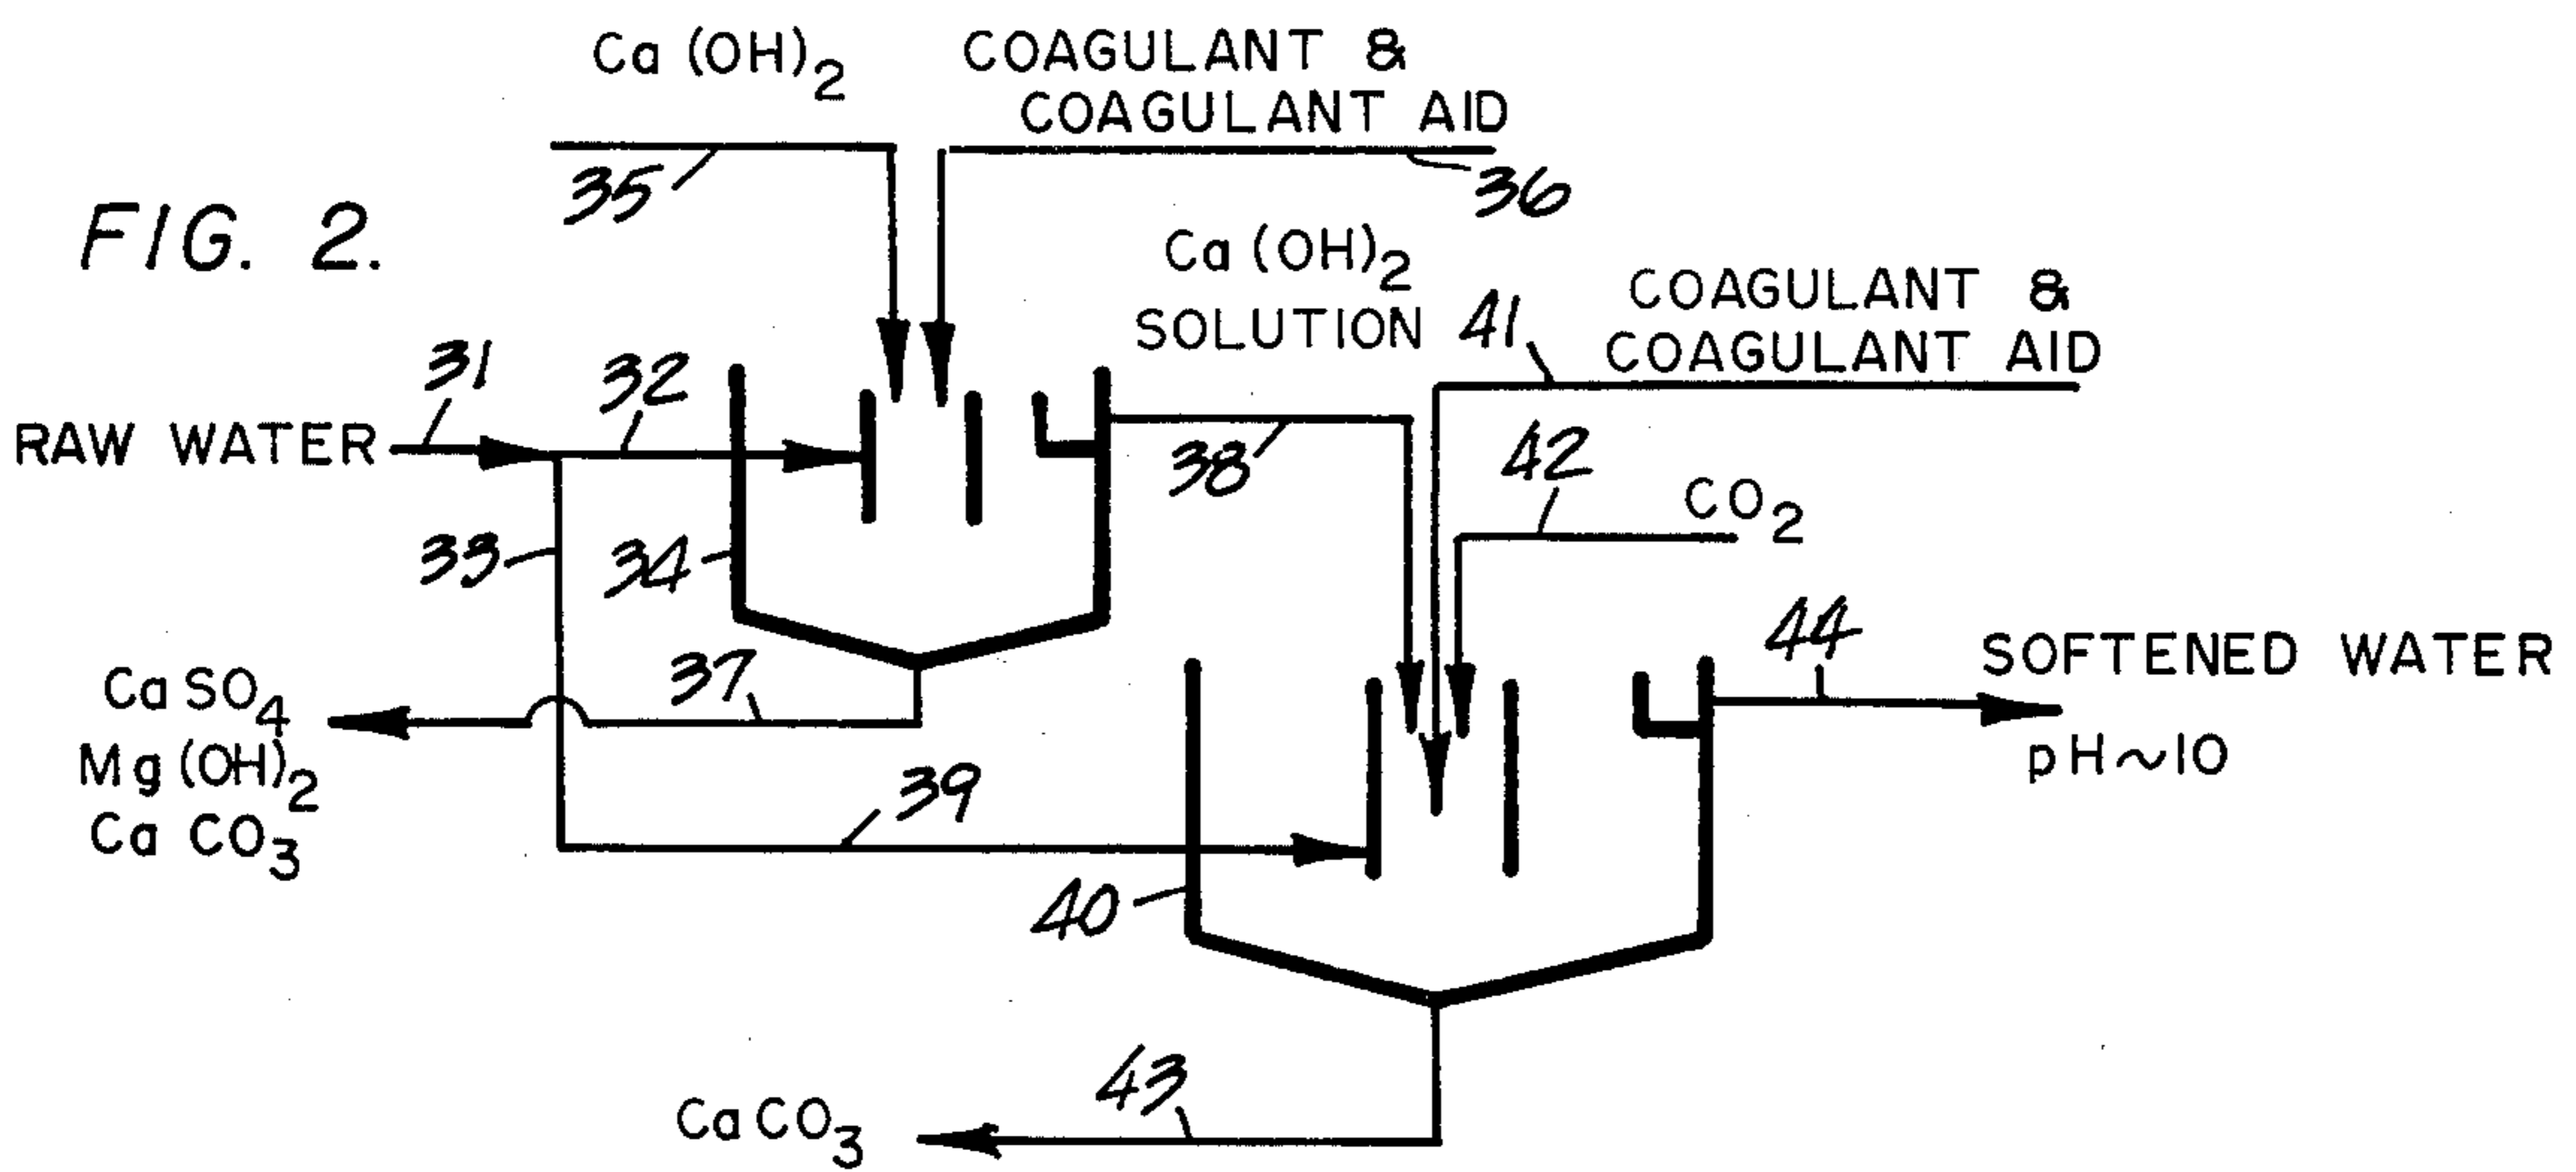 Ca (OH)2
COAGULANT &
COAGULANT AID
35
36
FIG. 2.
Ca (OH)2
SOLUTION
41
COAGULANT &
COAGULANT AID
31
32
RAW WATER
38
42
CO2
33
34
44
SOFTENED WATER
pH~10
37
CaSO4
Mg (OH)2
Ca CO3
39
40
43
CaCO3